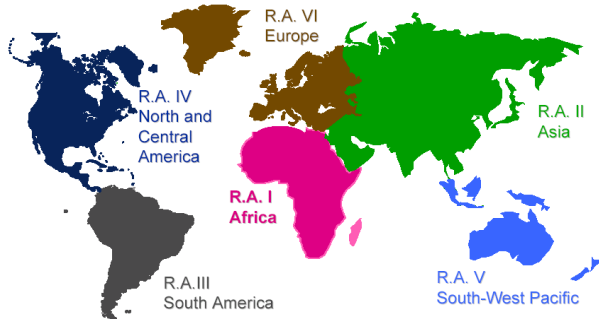 R.A. VI
Europe
R.A. IV
North and
Central
America
R.A. II
Asia
R.A. I
Africa
R.A.III
South America
R.A. V
South-West Pacific